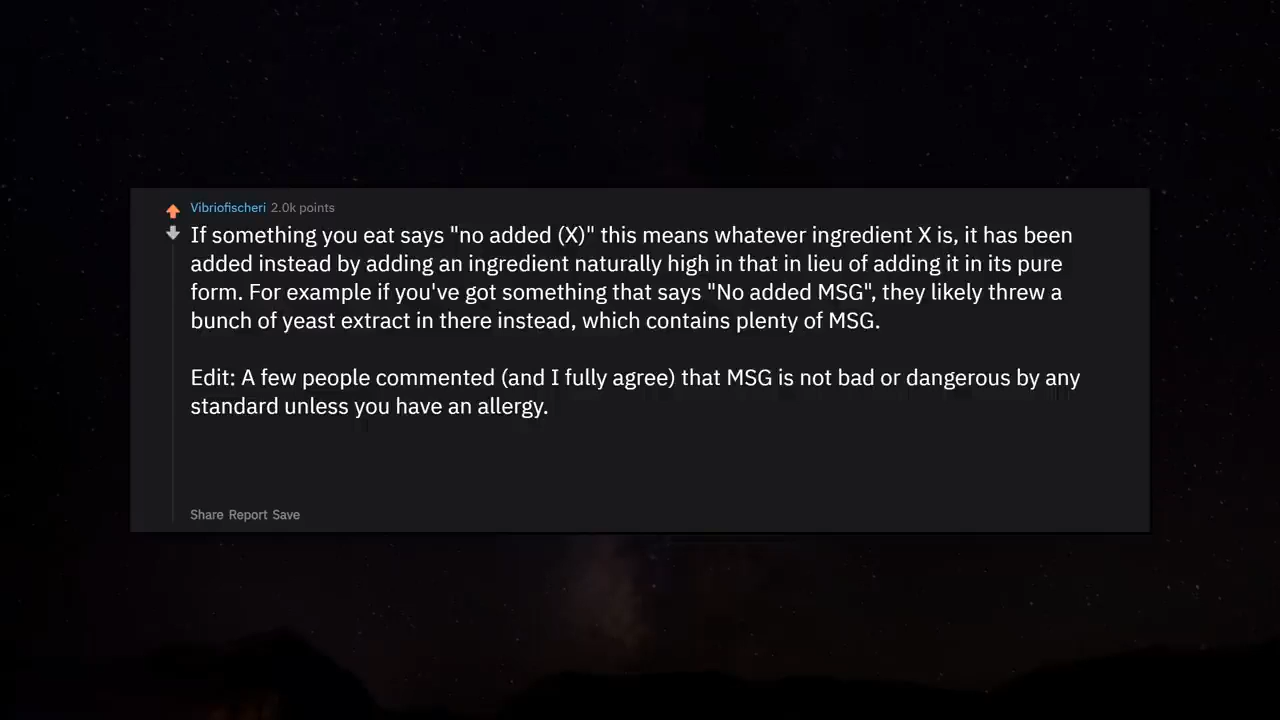 Vibriofischeri 2.0k points
If something you eat says "no added (X)" this means whatever ingredient X is, it has been
added instead by adding an ingredient naturally high in that in lieu of adding it in its pure
form. For example if you've got something that says "No added MSG", they likely threw a
bunch of yeast extract in there instead, which contains plenty of MSG.
Edit: A few people commented (and I fully agree) that MSG is not bad or dangerous by any
standard unless you have an allergy.
Share Report Save